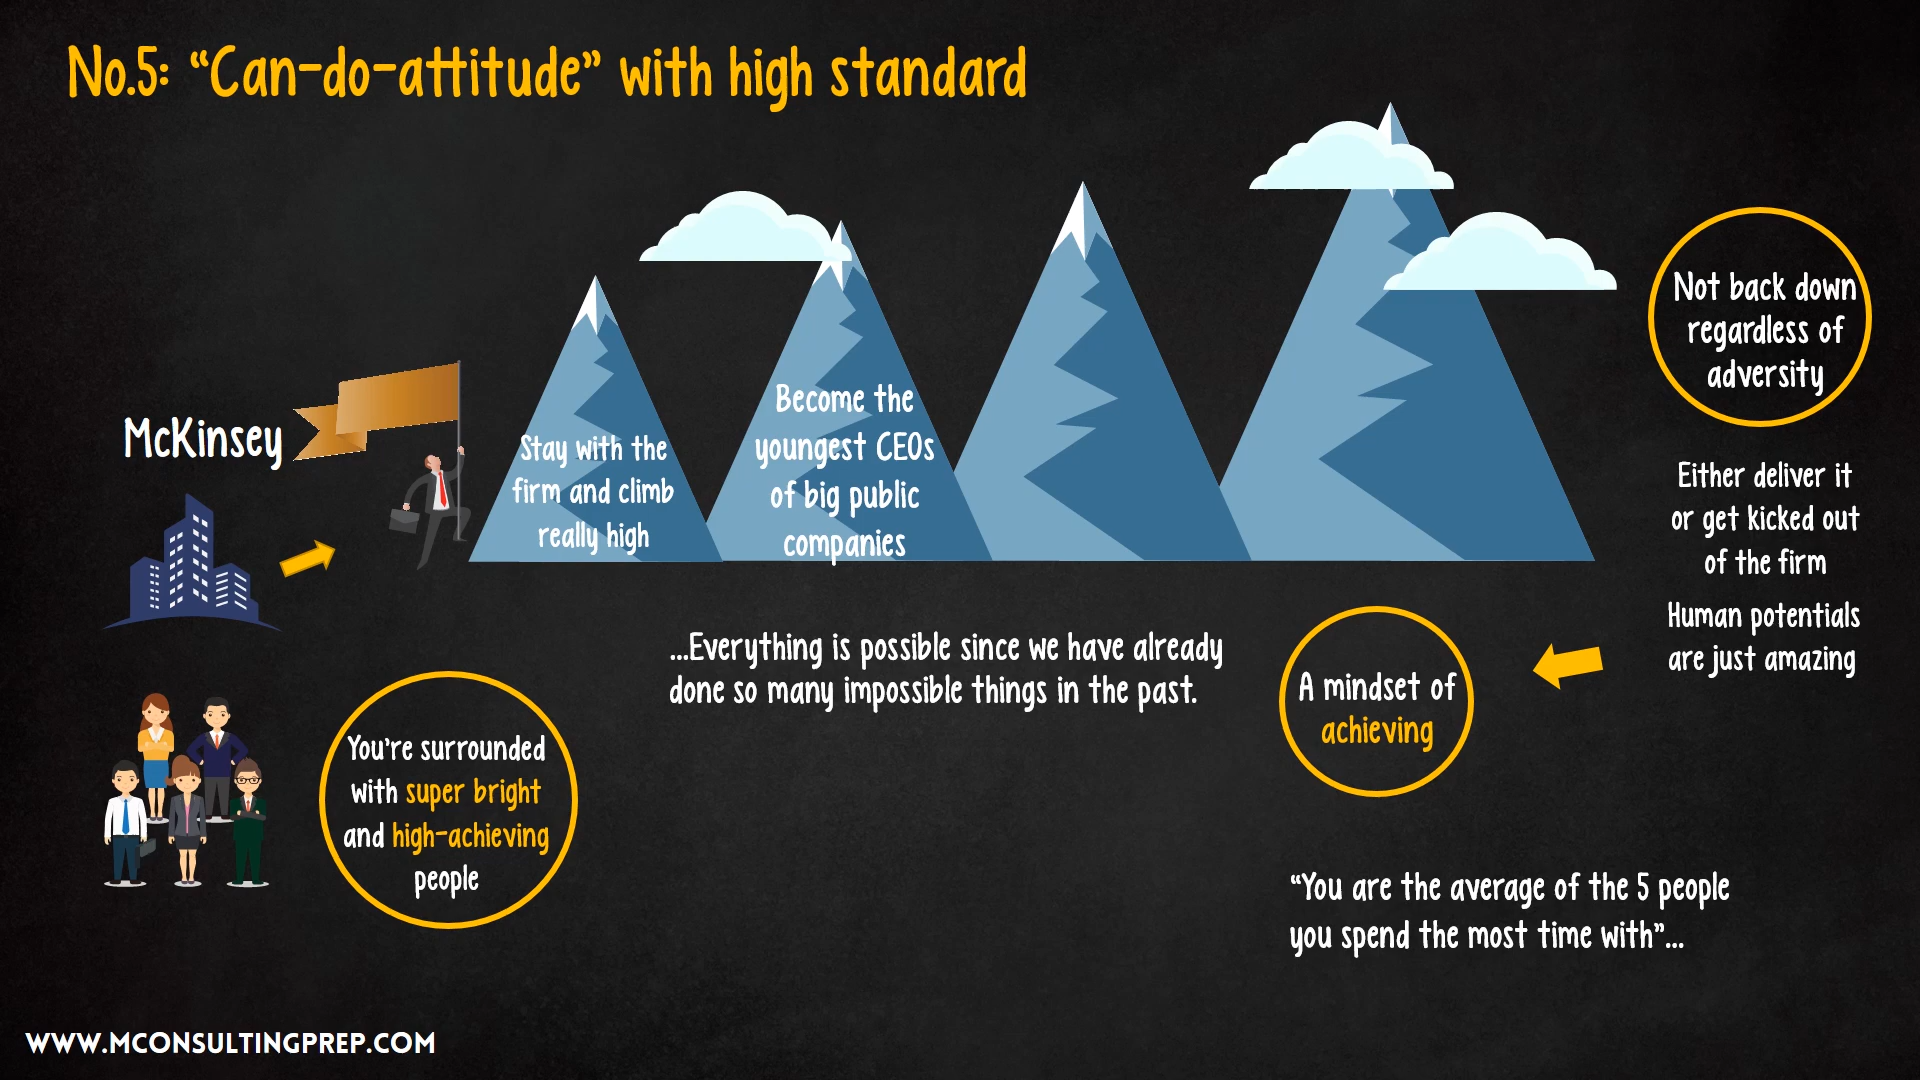 No.5: “Can-do-attitude” with high standard
McKinsey
Stay with the
firm and climb
really high
Become the
youngest CEOs
of big public
companies
Not back down
regardless of
adversity
Either deliver it
or get kicked out
of the firm
Human potentials
are just amazing
...Everything is possible since we have already
done so many impossible things in the past.
A mindset of
achieving
You’re surrounded
with super bright
and high-achieving
people
“You are the average of the 5 people
you spend the most time with”...
WWW.MCONSULTINGPREP.COM